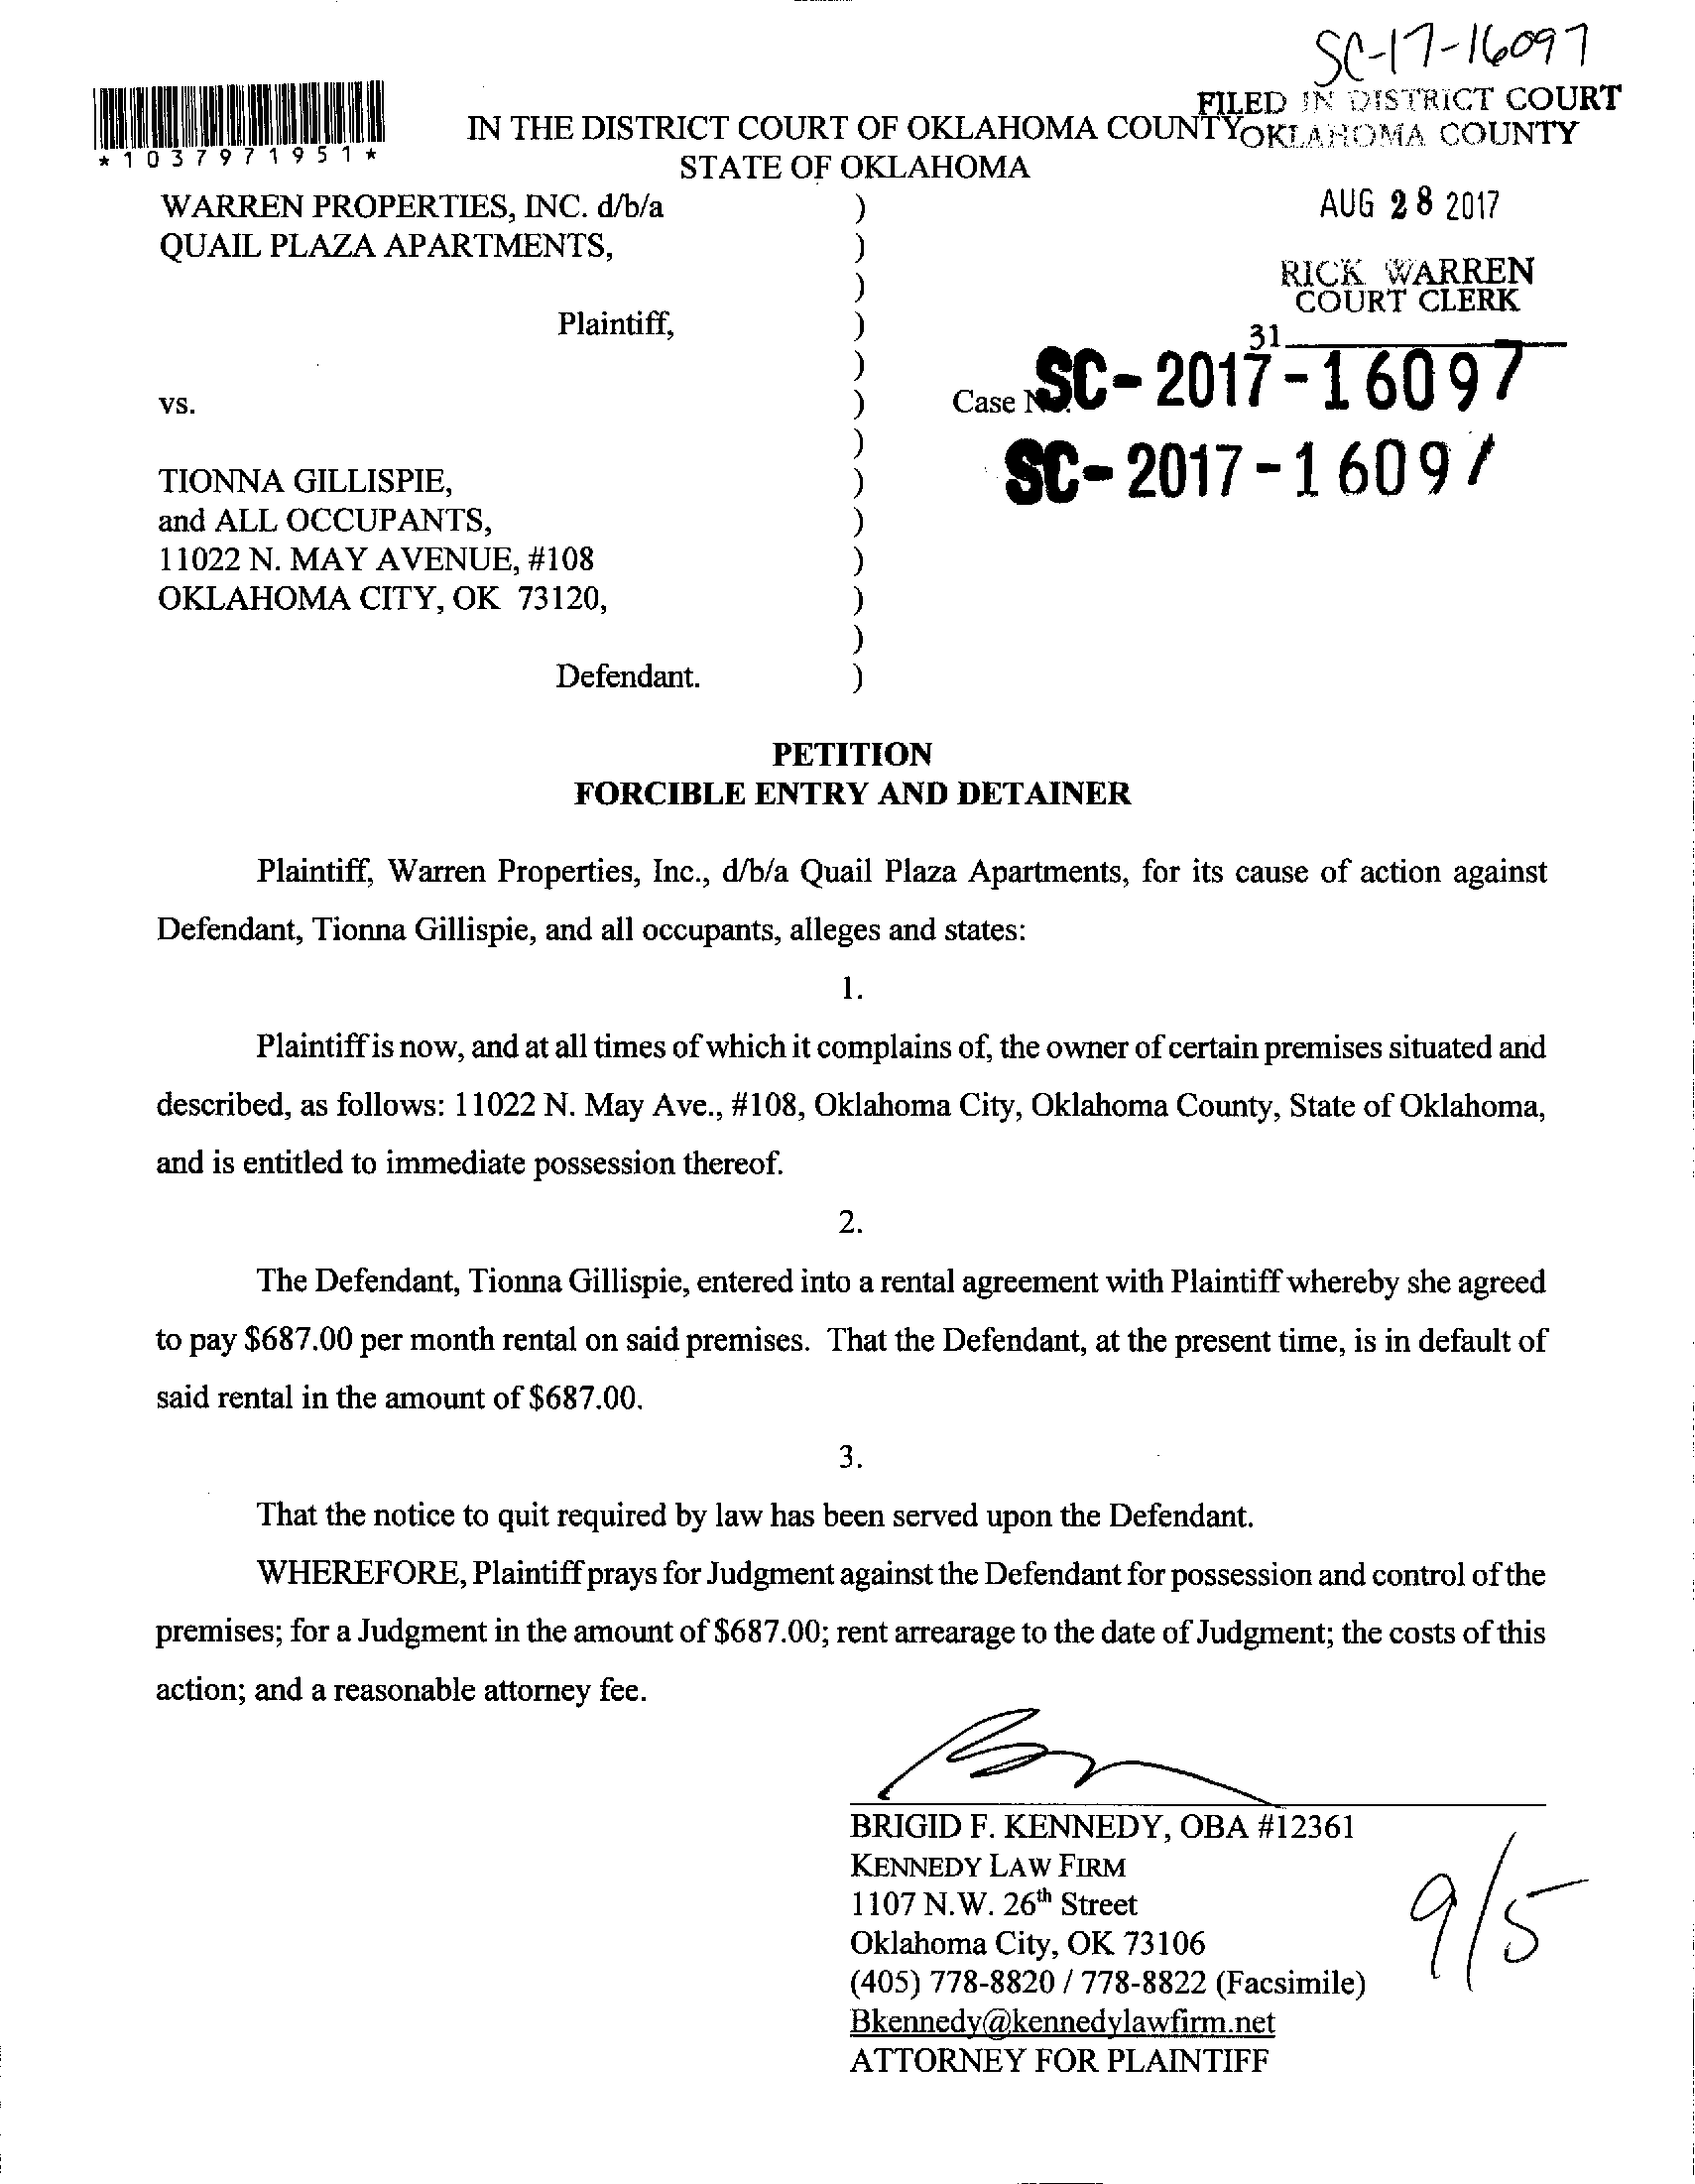 SC-17-16097
FILED IN DISTRICT COURT
OKLAHOMA COUNTY
*1037971951*
IN THE DISTRICT COURT OF OKLAHOMA COUNTY
STATE OF OKLAHOMA
AUG 28 2017
RICK WARREN
COURT CLERK
31
WARREN PROPERTIES, INC. d/b/a )
QUAIL PLAZA APARTMENTS, )
)
Plaintiff, )
)
vs. ) Case No. SC-2017-16097
)
TIONNA GILLISPIE, ) SC-2017-16097
and ALL OCCUPANTS, )
11022 N. MAY AVENUE, #108 )
OKLAHOMA CITY, OK 73120, )
)
Defendant. )
PETITION
FORCIBLE ENTRY AND DETAINER
Plaintiff, Warren Properties, Inc., d/b/a Quail Plaza Apartments, for its cause of action against
Defendant, Tionna Gillispie, and all occupants, alleges and states:
1.
Plaintiff is now, and at all times of which it complains of, the owner of certain premises situated and
described, as follows: 11022 N. May Ave., #108, Oklahoma City, Oklahoma County, State of Oklahoma,
and is entitled to immediate possession thereof.
2.
The Defendant, Tionna Gillispie, entered into a rental agreement with Plaintiff whereby she agreed
to pay $687.00 per month rental on said premises. That the Defendant, at the present time, is in default of
said rental in the amount of $687.00.
3.
That the notice to quit required by law has been served upon the Defendant.
WHEREFORE, Plaintiff prays for Judgment against the Defendant for possession and control of the
premises; for a Judgment in the amount of $687.00; rent arrearage to the date of Judgment; the costs of this
action; and a reasonable attorney fee.
BRIGID F. KENNEDY, OBA #12361
KENNEDY LAW FIRM
1107 N.W. 26th Street
Oklahoma City, OK 73106
(405) 778-8820 / 778-8822 (Facsimile)
Bkennedy@kennedylawfirm.net
ATTORNEY FOR PLAINTIFF
9/5